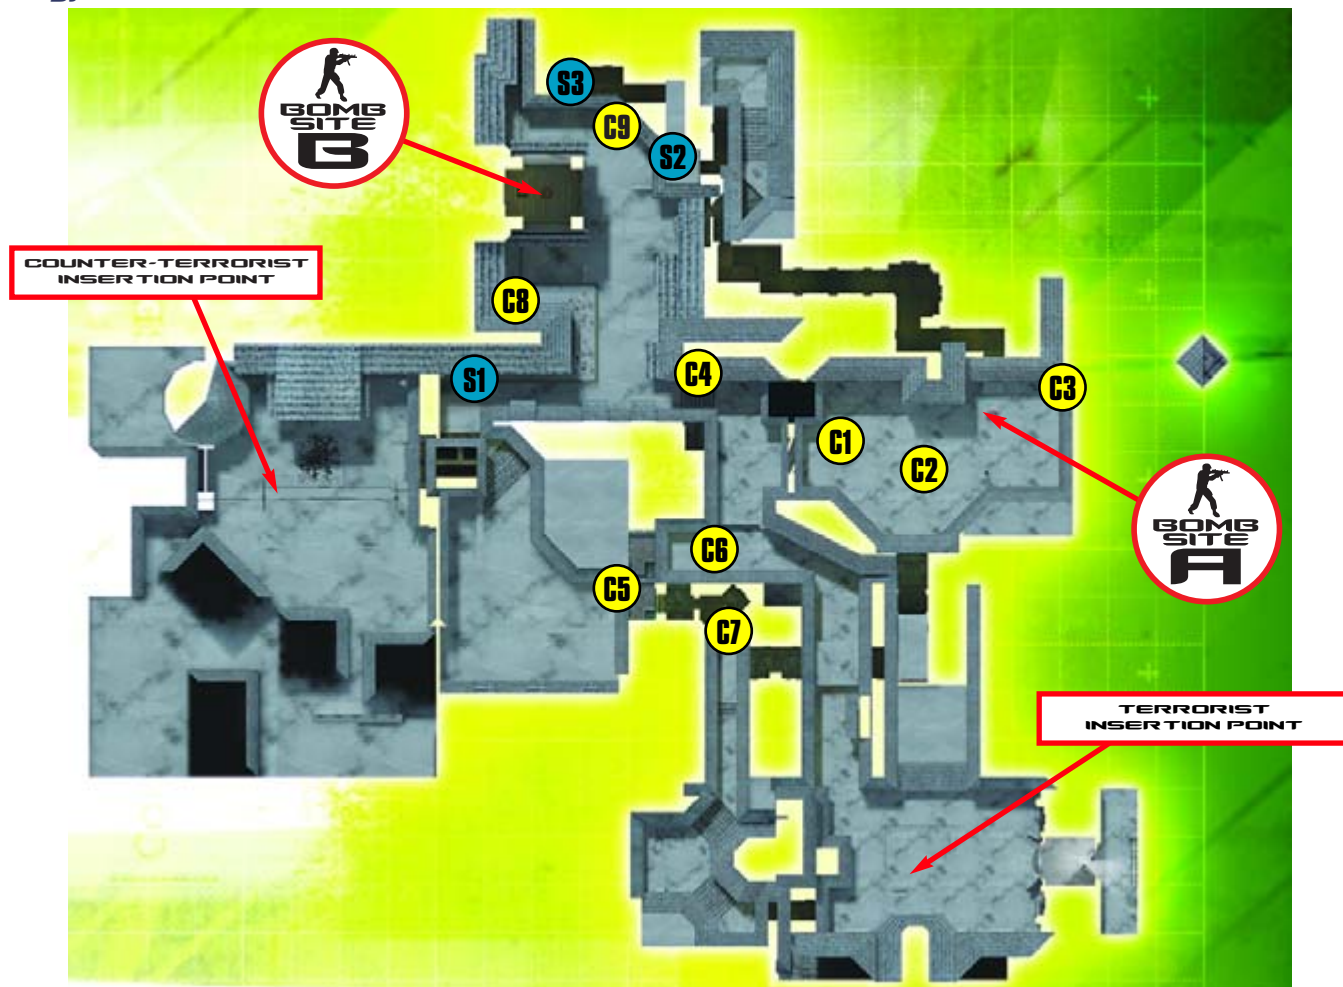 S3
C9
S2
BOMB
SITE
B
COUNTER-TERRORIST
INSERTION POINT
C8
S1
C4
C3
C1
C2
BOMB
SITE
A
C6
C5
C7
TERRORIST
INSERTION POINT